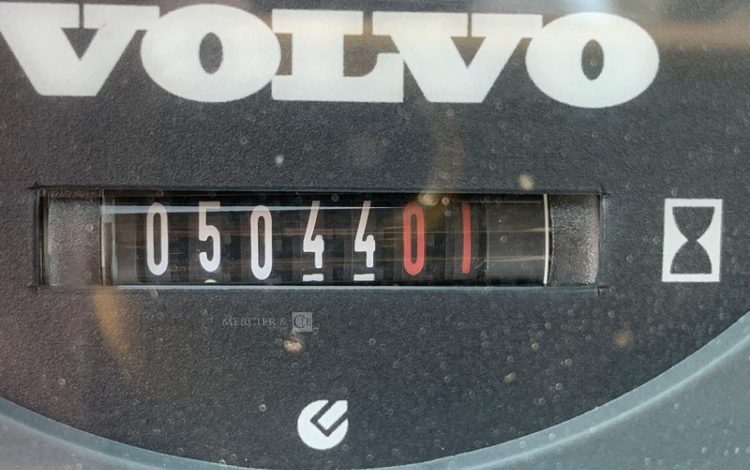 VOLVO
0504401
MERCIER & Cie